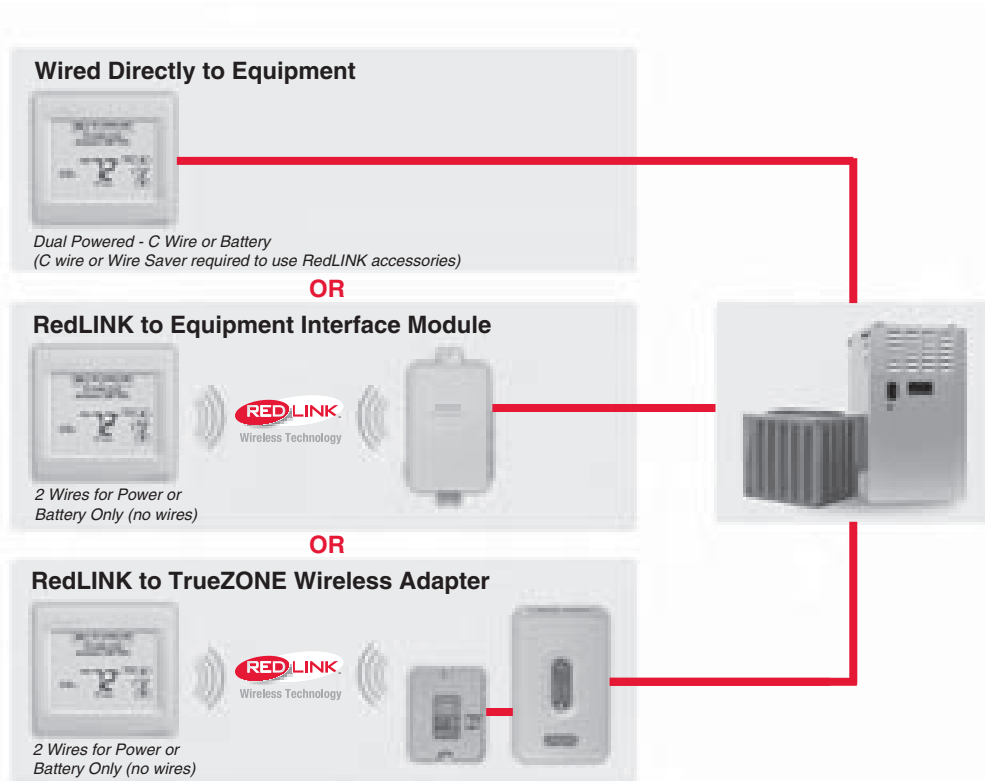 Wired Directly to Equipment
Dual Powered - C Wire or Battery
(C wire or Wire Saver required to use RedLINK accessories)
OR
RedLINK to Equipment Interface Module
RED LINK
Wireless Technology
2 Wires for Power or
Battery Only (no wires)
OR
RedLINK to TrueZONE Wireless Adapter
RED LINK
Wireless Technology
2 Wires for Power or
Battery Only (no wires)